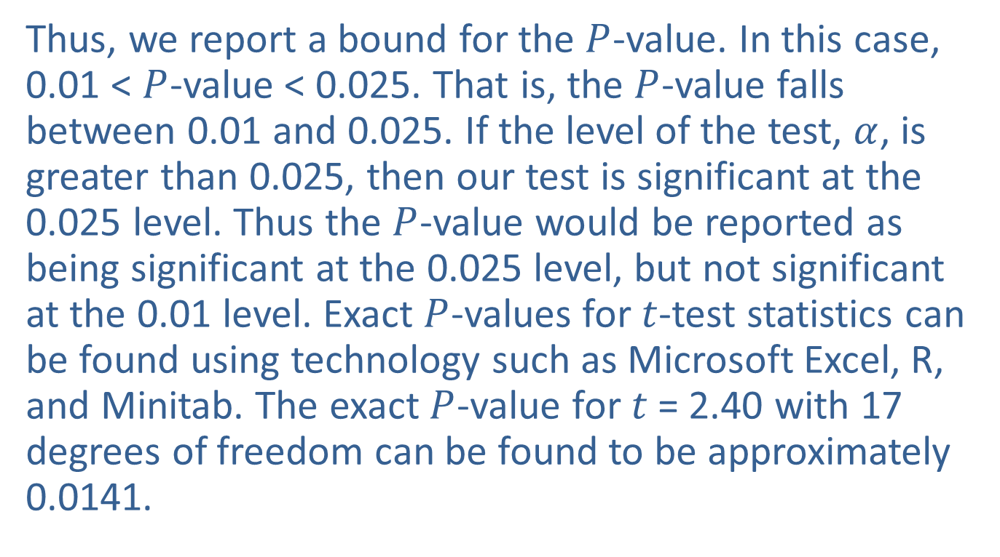 Thus, we report a bound for the P-value. In this case,
0.01 < P-value < 0.025. That is, the P-value falls
between 0.01 and 0.025. If the level of the test, α, is
greater than 0.025, then our test is significant at the
0.025 level. Thus the P-value would be reported as
being significant at the 0.025 level, but not significant
at the 0.01 level. Exact P-values for t-test statistics can
be found using technology such as Microsoft Excel, R,
and Minitab. The exact P-value for t = 2.40 with 17
degrees of freedom can be found to be approximately
0.0141.